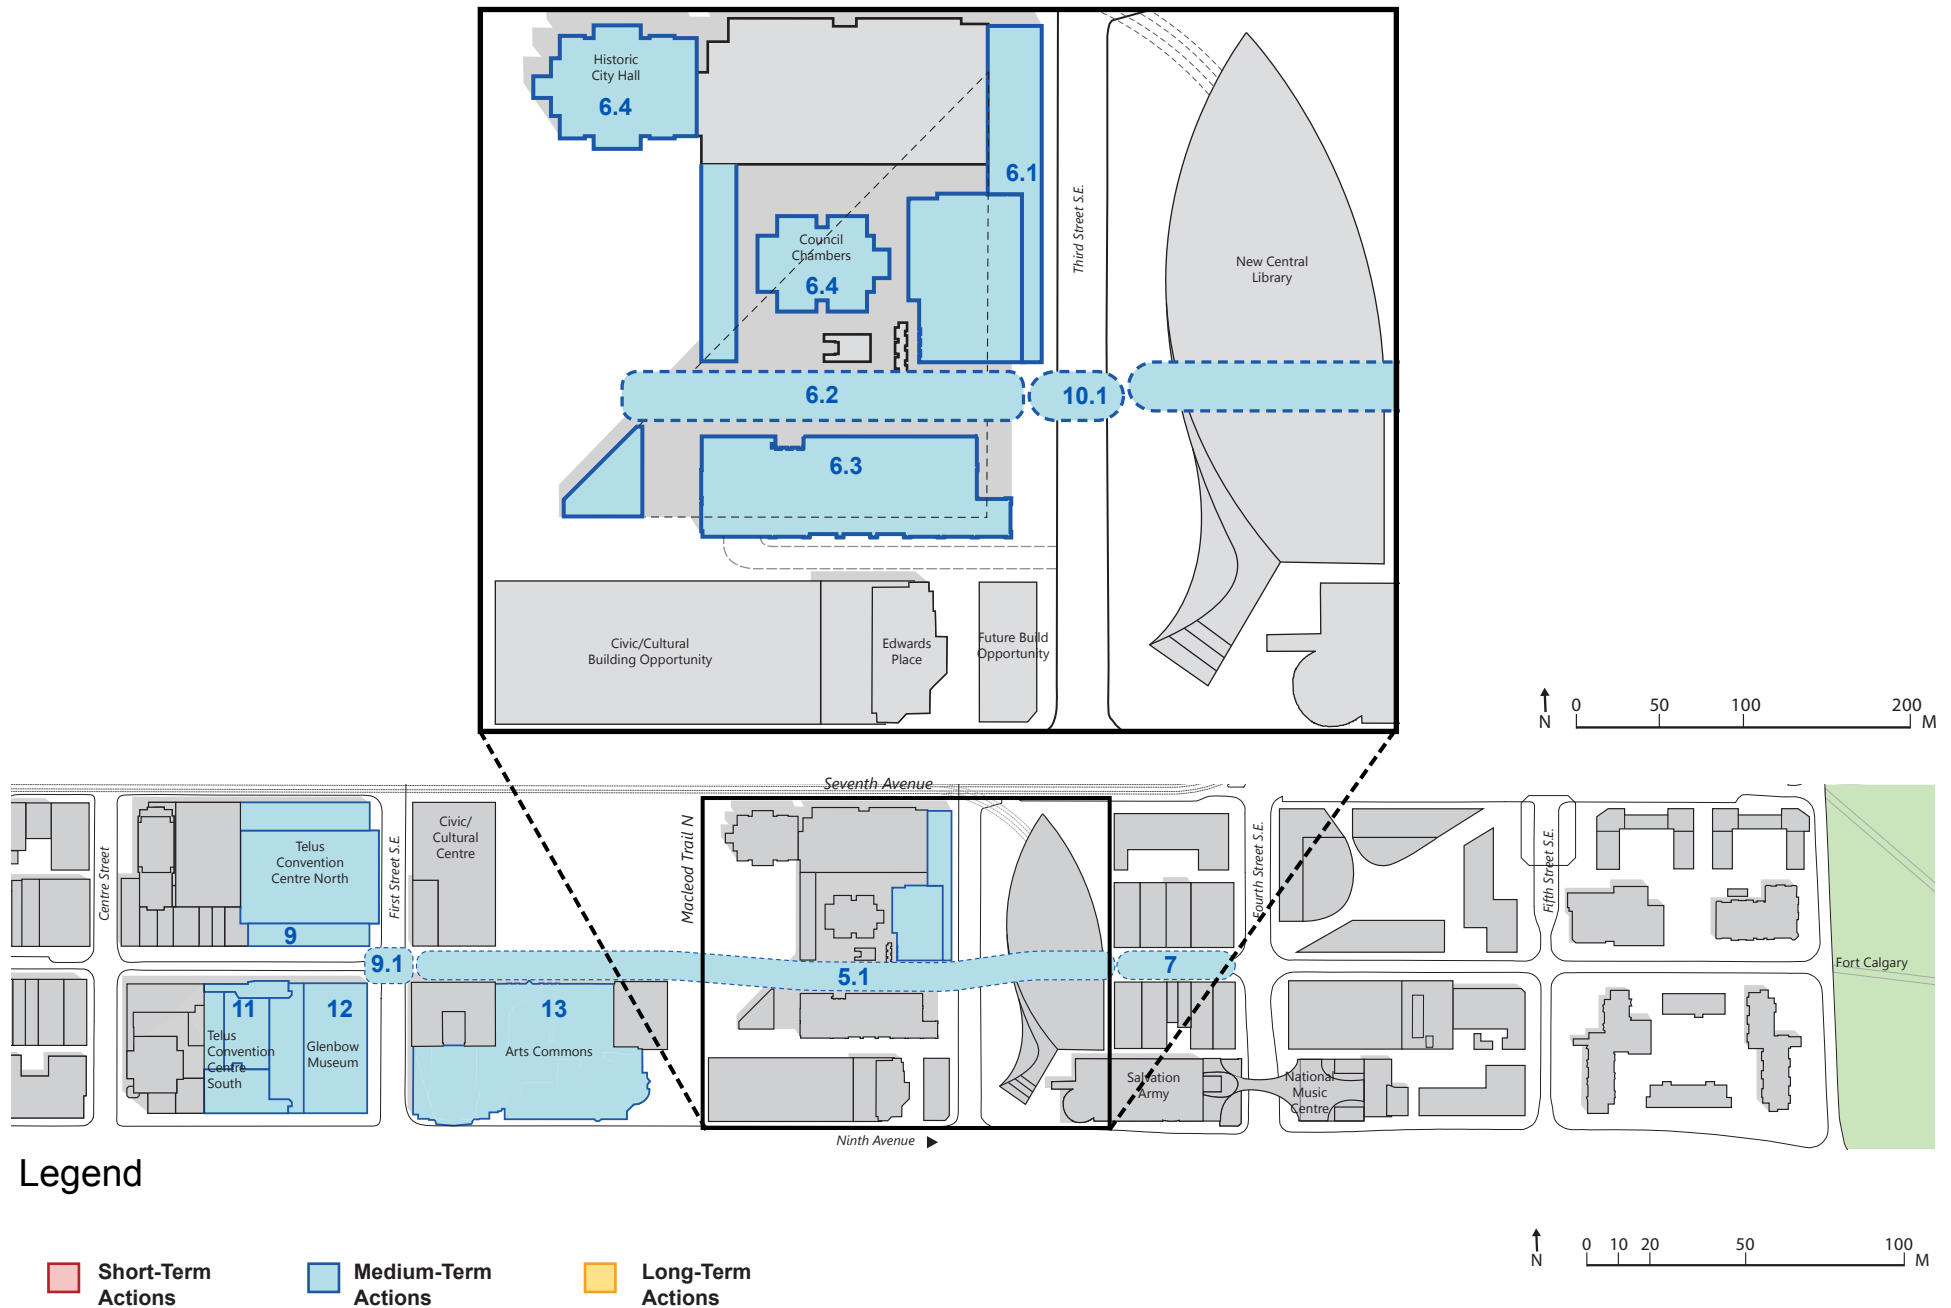 Historic
City Hall
6.4
6.1
Third Street S.E.
Council
Chambers
6.4
New Central
Library
6.2
10.1
6.3
Civic/Cultural
Building Opportunity
Edwards
Place
Future Build
Opportunity
N
0 50 100 200 M
Seventh Avenue
Centre Street
Telus
Convention
Centre North
9
First Street S.E.
Civic/
Cultural
Centre
Macleod Trail N
Fourth Street S.E.
Fifth Street S.E.
9.1
5.1
7
Fort Calgary
11
12
13
Telus
Convention
Centre
South
Glenbow
Museum
Arts Commons
Salvation
Army
National
Music
Centre
Ninth Avenue
Legend
N
0 10 20 50 100 M
Short-Term
Actions
Medium-Term
Actions
Long-Term
Actions